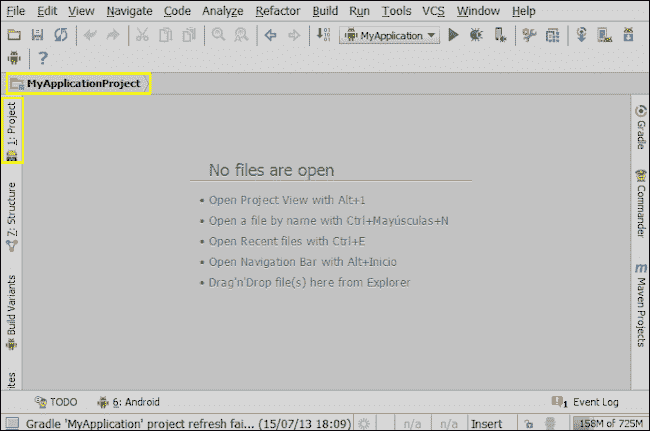 File Edit View Navigate Code Analyze Refactor Build Run Tools VCS Window Help
MyApplication
MyApplicationProject
1: Project
7: Structure
Build Variants
No files are open
• Open Project View with Alt+1
• Open a file by name with Ctrl+Mayúsculas+N
• Open Recent files with Ctrl+E
• Open Navigation Bar with Alt+Inicio
• Drag'n'Drop file(s) here from Explorer
Gradle
Commander
Maven Projects
TODO
6: Android
1 Event Log
Gradle 'MyApplication' project refresh fai... (15/07/13 18:09) n/a n/a Insert 158M of 725M